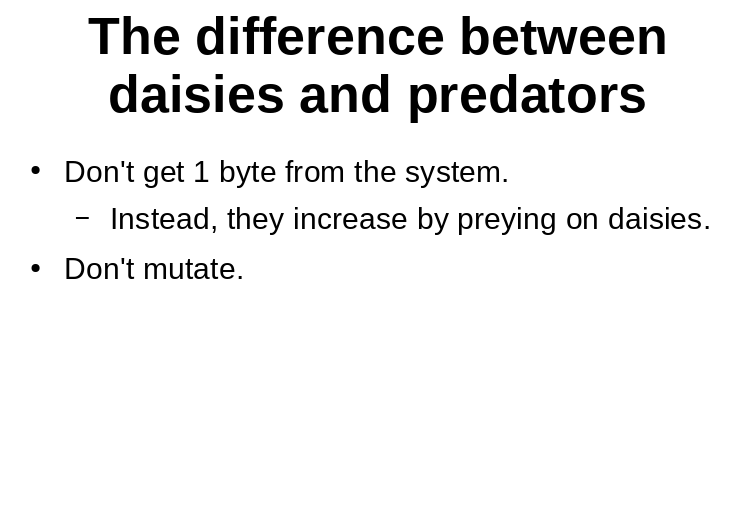 The difference between
daisies and predators
• Don't get 1 byte from the system.
– Instead, they increase by preying on daisies.
• Don't mutate.